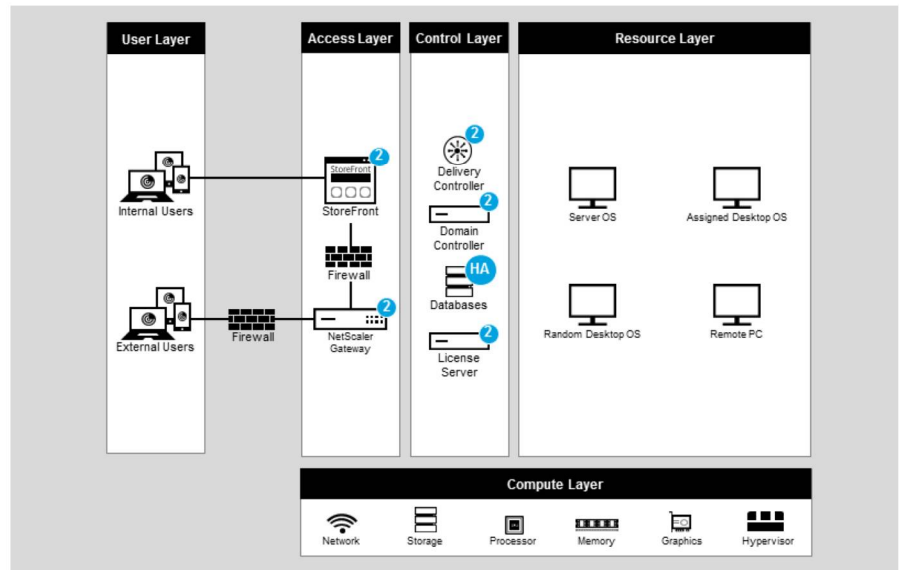 User Layer
Access Layer
Control Layer
Resource Layer
Internal Users
External Users
Firewall
2
StoreFront
StoreFront
Firewall
2
NetScaler
Gateway
2
Delivery
Controller
2
Domain
Controller
HA
Databases
2
License
Server
Server OS
Assigned Desktop OS
Random Desktop OS
Remote PC
Compute Layer
Network
Storage
Processor
Memory
Graphics
Hypervisor